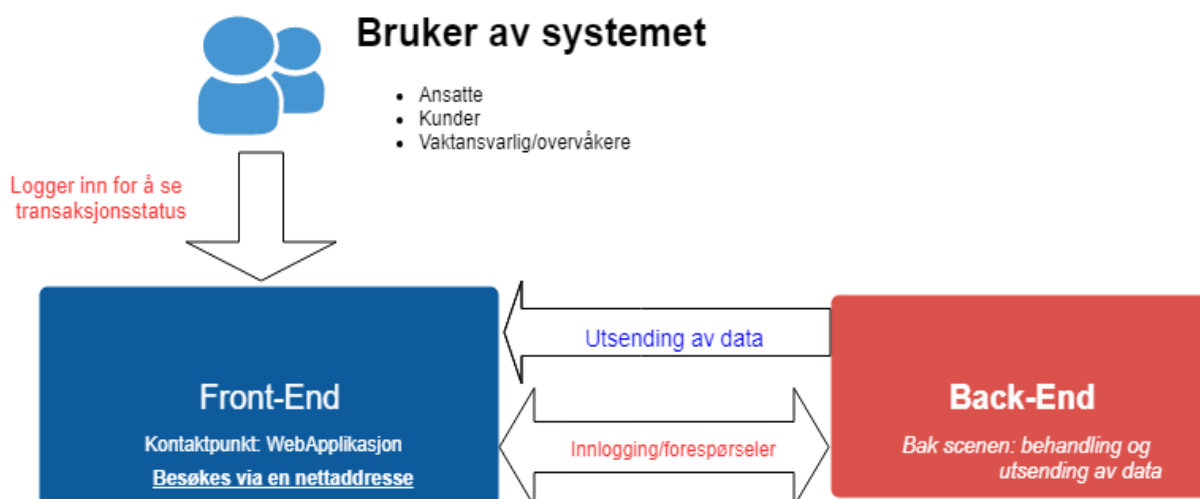 Bruker av systemet
Ansatte
Kunder
Vaktansvarlig/overvåkere
Logger inn for å se
transaksjonsstatus
Utsending av data
Front-End
Kontaktpunkt: WebApplikasjon
Besøkes via en nettaddresse
Innlogging/forespørseler
Back-End
Bak scenen: behandling og
utsending av data